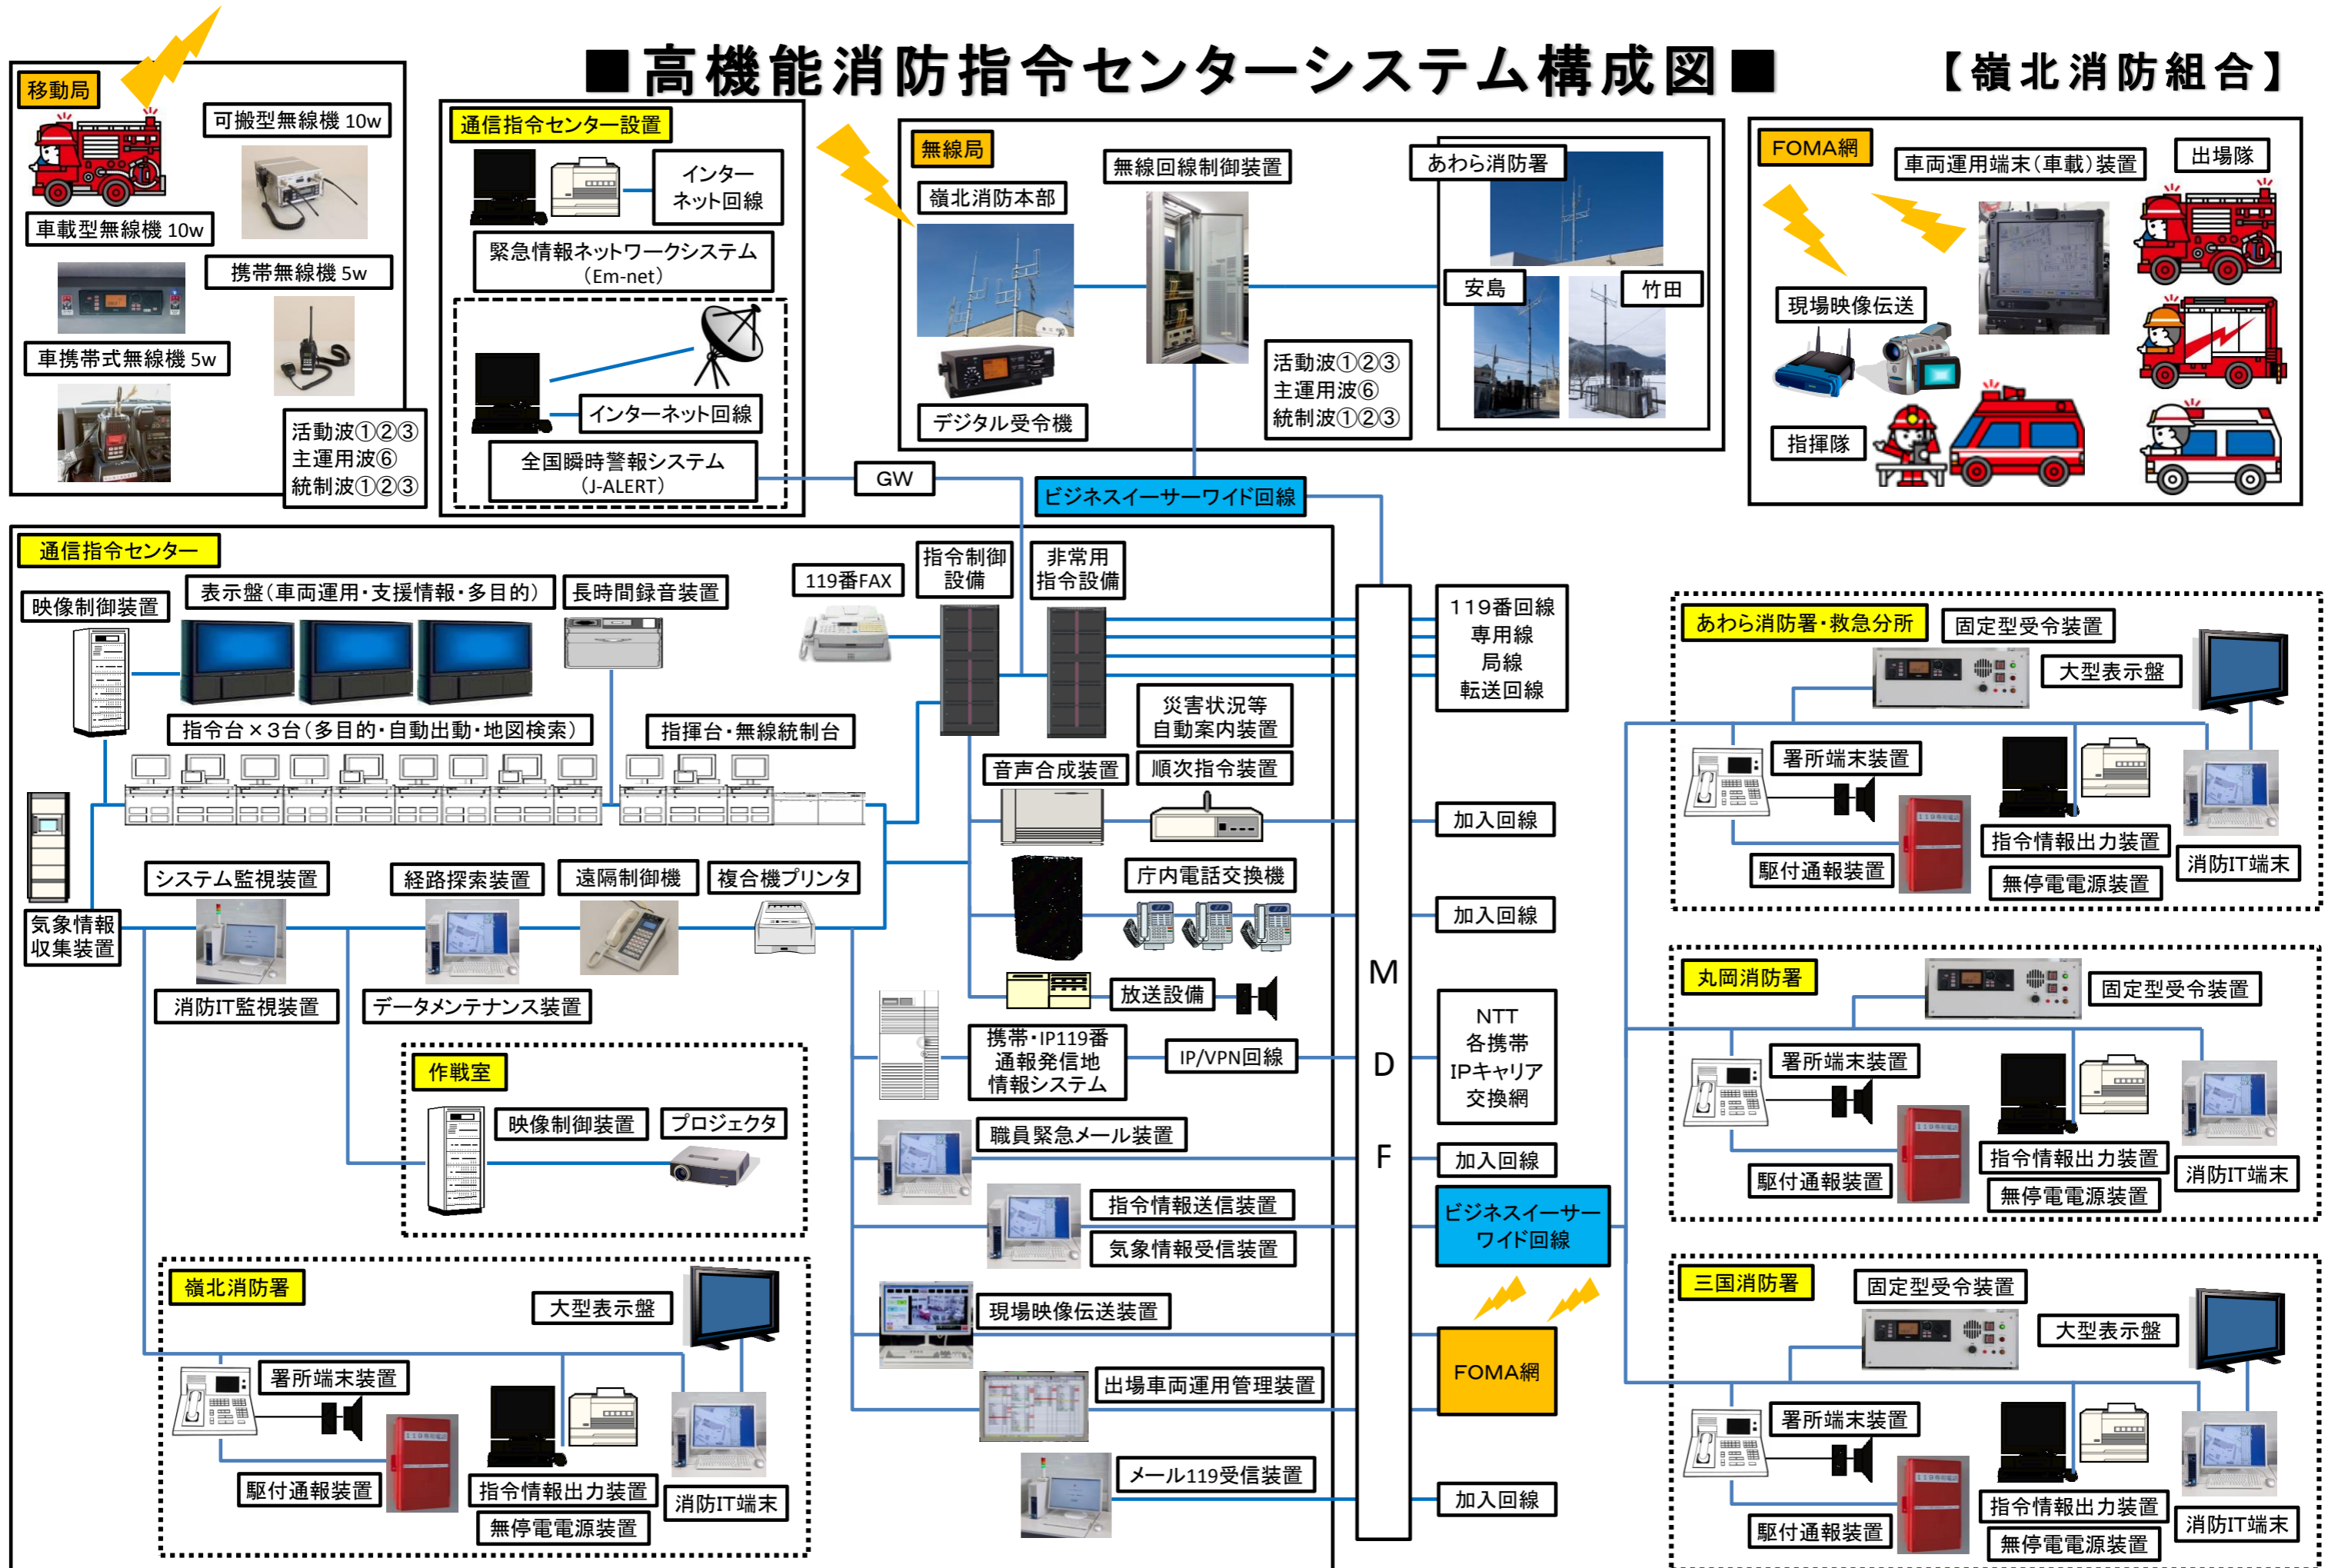 ■高機能消防指令センターシステム構成図■
【嶺北消防組合】
移動局
可搬型無線機 10w
車載型無線機 10w
携帯無線機 5w
車携帯式無線機 5w
活動波①②③
主運用波⑥
統制波①②③
通信指令センター設置
インター
ネット回線
緊急情報ネットワークシステム
(Em-net)
インターネット回線
全国瞬時警報システム
(J-ALERT)
GW
無線局
嶺北消防本部
無線回線制御装置
デジタル受令機
あわら消防署
安島
竹田
活動波①②③
主運用波⑥
統制波①②③
ビジネスイーサーワイド回線
FOMA網
車両運用端末(車載)装置
出場隊
現場映像伝送
指揮隊
通信指令センター
映像制御装置
表示盤(車両運用・支援情報・多目的)
長時間録音装置
119番FAX
指令制御
設備
非常用
指令設備
指令台×3台(多目的・自動出動・地図検索)
指揮台・無線統制台
災害状況等
自動案内装置
音声合成装置
順次指令装置
気象情報
収集装置
システム監視装置
経路探索装置
遠隔制御機
複合機プリンタ
庁内電話交換機
消防IT監視装置
データメンテナンス装置
放送設備
携帯・IP119番
通報発信地
情報システム
IP/VPN回線
作戦室
映像制御装置
プロジェクタ
職員緊急メール装置
指令情報送信装置
気象情報受信装置
現場映像伝送装置
出場車両運用管理装置
メール119受信装置
嶺北消防署
大型表示盤
署所端末装置
119専用電話
駆付通報装置
指令情報出力装置
無停電電源装置
消防IT端末
M
D
F
119番回線
専用線
局線
転送回線
加入回線
加入回線
NTT
各携帯
IPキャリア
交換網
加入回線
ビジネスイーサー
ワイド回線
FOMA網
加入回線
あわら消防署・救急分所
固定型受令装置
大型表示盤
署所端末装置
119専用電話
駆付通報装置
指令情報出力装置
無停電電源装置
消防IT端末
丸岡消防署
固定型受令装置
署所端末装置
119専用電話
駆付通報装置
指令情報出力装置
無停電電源装置
消防IT端末
三国消防署
固定型受令装置
大型表示盤
署所端末装置
119専用電話
駆付通報装置
指令情報出力装置
無停電電源装置
消防IT端末